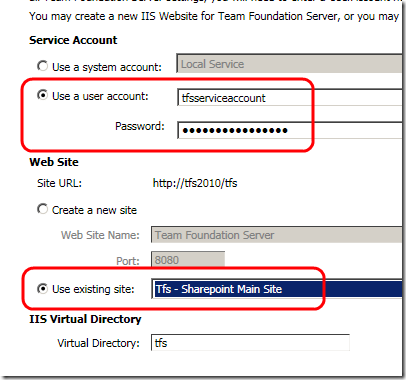 You may create a new IIS Website for Team Foundation Server, or you may
Service Account
Use a system account: Local Service
Use a user account: tfsserviceaccount
Password: ●●●●●●●●●●●●●●●●
Web Site
Site URL: http://tfs2010/tfs
Create a new site
Web Site Name: Team Foundation Server
Port: 8080
Use existing site: Tfs - Sharepoint Main Site
IIS Virtual Directory
Virtual Directory: tfs